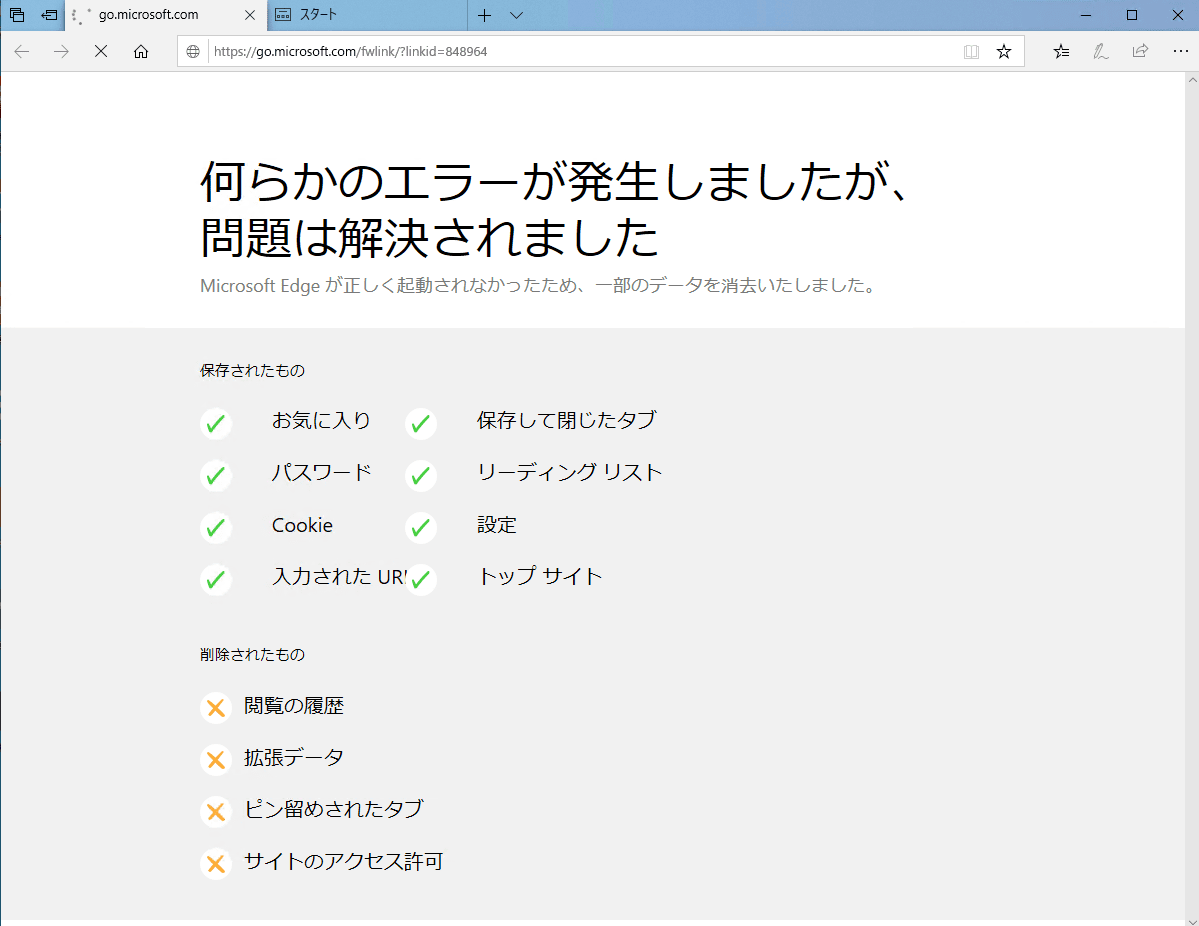 go.microsoft.com
スタート
https://go.microsoft.com/fwlink/?linkid=848964
何らかのエラーが発生しましたが、
問題は解決されました
Microsoft Edge が正しく起動されなかったため、一部のデータを消去いたしました。
保存されたもの
お気に入り
保存して閉じたタブ
パスワード
リーディング リスト
Cookie
設定
入力された UR
トップ サイト
削除されたもの
閲覧の履歴
拡張データ
ピン留めされたタブ
サイトのアクセス許可